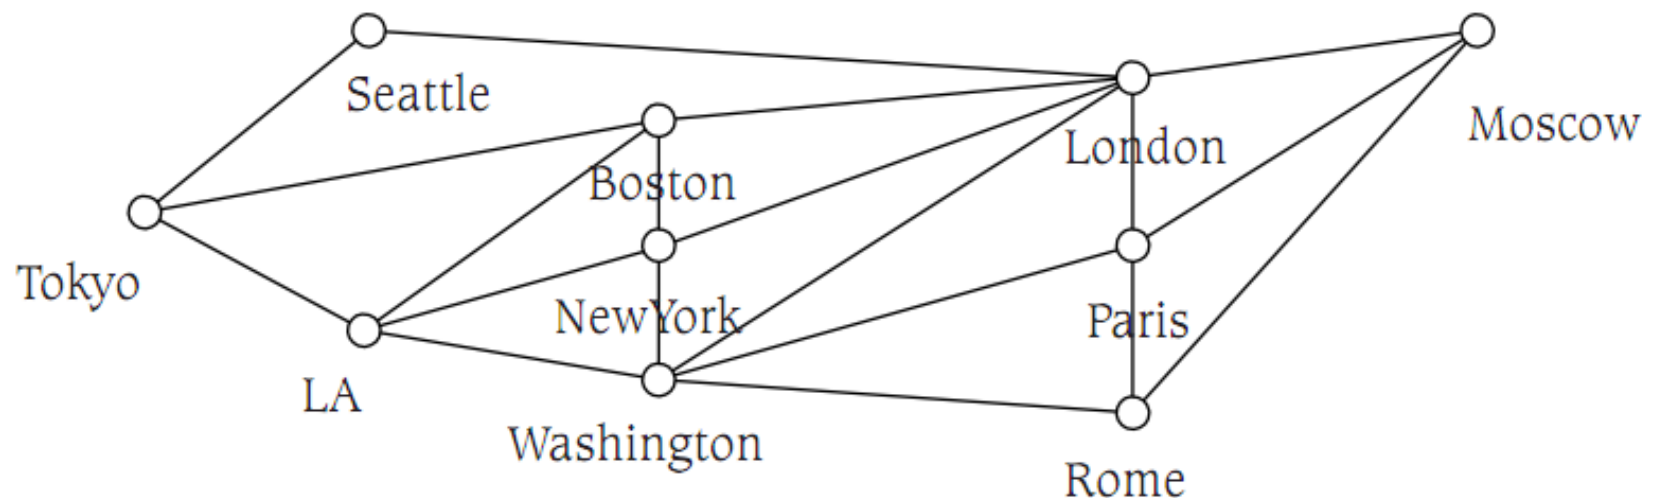 Seattle
Moscow
London
Boston
Tokyo
NewYork
Paris
LA
Washington
Rome